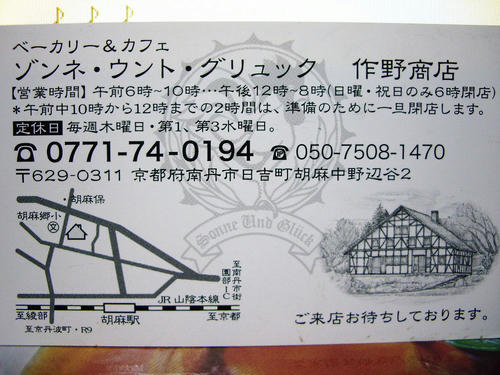 ベーカリー＆カフェ
ゾンネ・ウント・グリュック　作野商店
【営業時間】午前6時~10時…午後12時~8時(日曜・祝日のみ6時閉店)
＊午前中10時から12時までの2時間は、準備のために一旦閉店します。
定休日 毎週木曜日・第1、第3水曜日。
☎ 0771-74-0194 ☎ 050-7508-1470
〒629-0311 京都府南丹市日吉町胡麻中野辺谷2
Sonne Und Glück
・胡麻保
胡麻郷小
文
至南丹市街
園部IC
JR 山陰本線
至綾部
胡麻駅
至京都
至京丹波町・R9
ご来店お待ちしております。